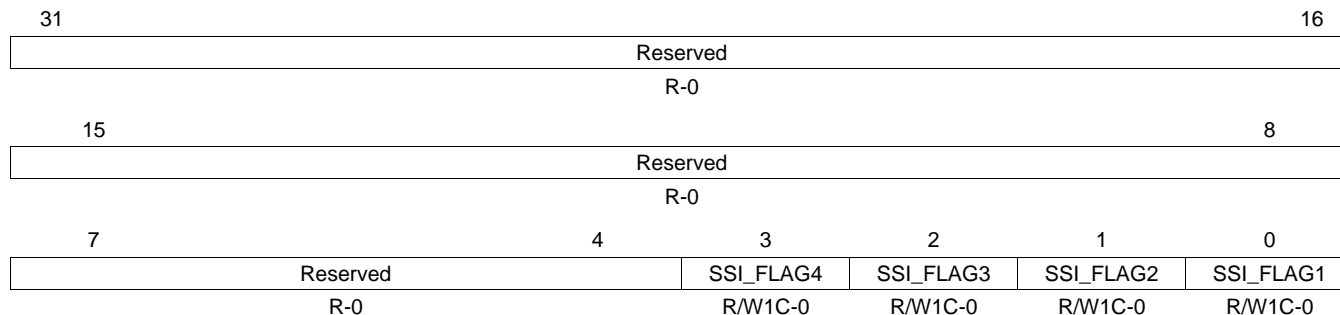 31 16
Reserved
R-0
15 8
Reserved
R-0
7 4 3 2 1 0
Reserved SSI_FLAG4 SSI_FLAG3 SSI_FLAG2 SSI_FLAG1
R-0 R/W1C-0 R/W1C-0 R/W1C-0 R/W1C-0